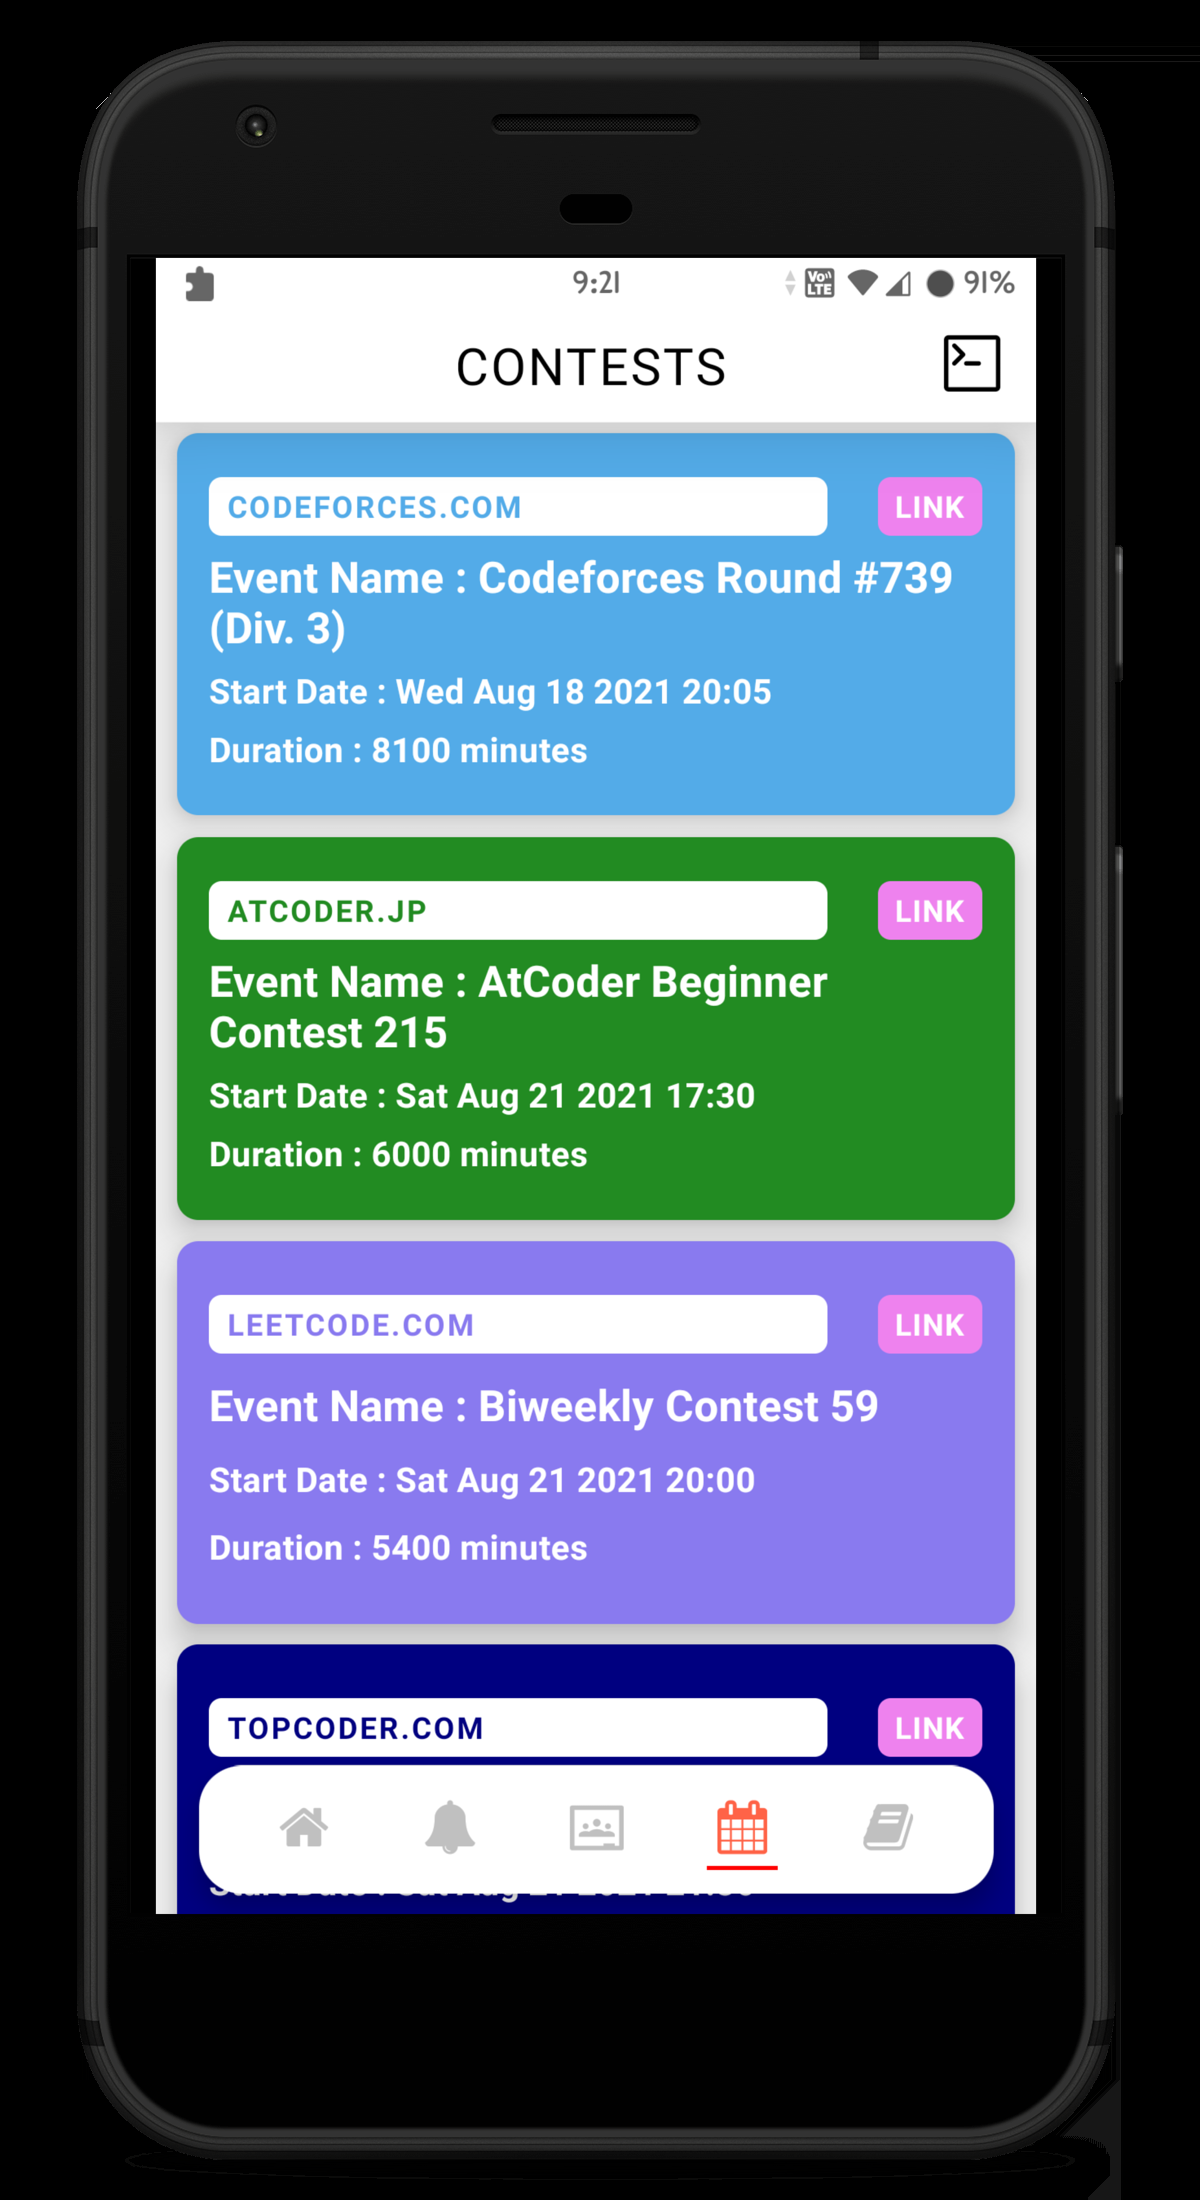 9:21
Vo))
LTE
91%
CONTESTS
CODEFORCES.COM
LINK
Event Name : Codeforces Round #739
(Div. 3)
Start Date : Wed Aug 18 2021 20:05
Duration : 8100 minutes
ATCODER.JP
LINK
Event Name : AtCoder Beginner
Contest 215
Start Date : Sat Aug 21 2021 17:30
Duration : 6000 minutes
LEETCODE.COM
LINK
Event Name : Biweekly Contest 59
Start Date : Sat Aug 21 2021 20:00
Duration : 5400 minutes
TOPCODER.COM
LINK